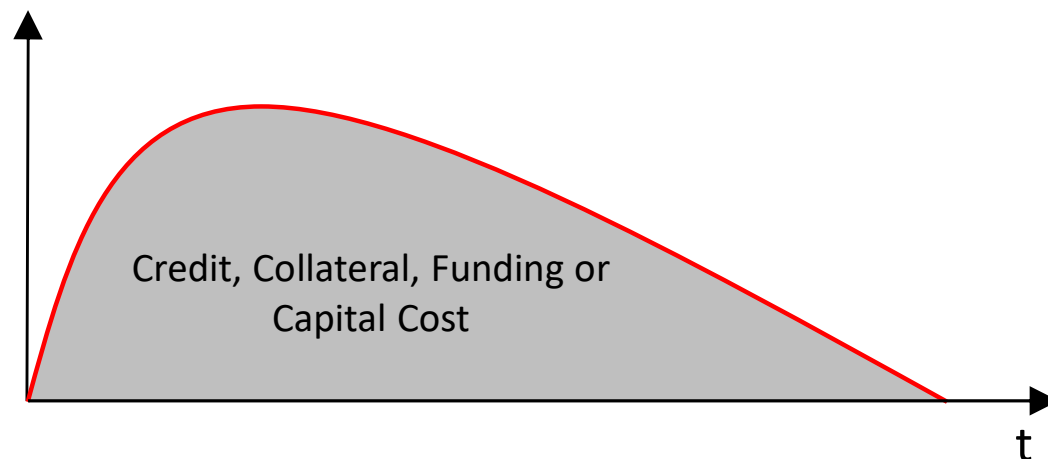 Credit, Collateral, Funding or
Capital Cost
t